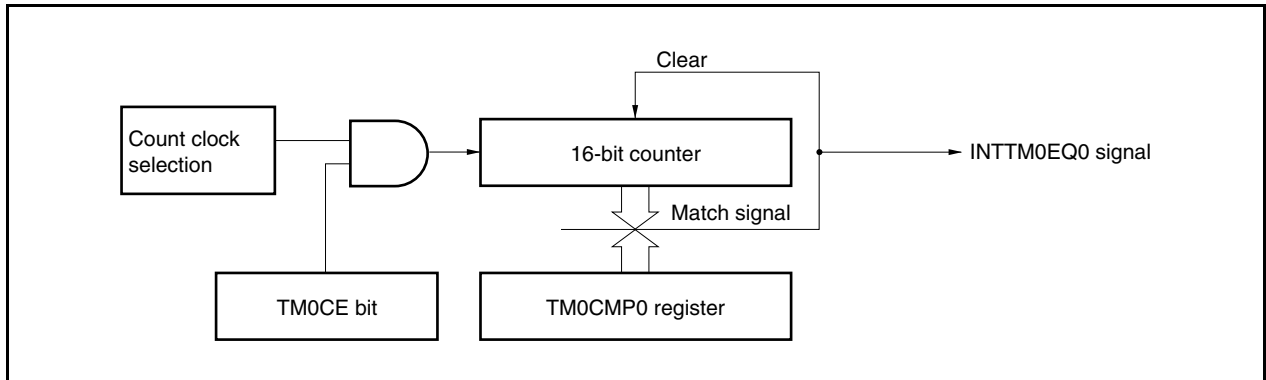 Clear
Count clock
selection
16-bit counter
INTTM0EQ0 signal
Match signal
TM0CE bit
TM0CMP0 register